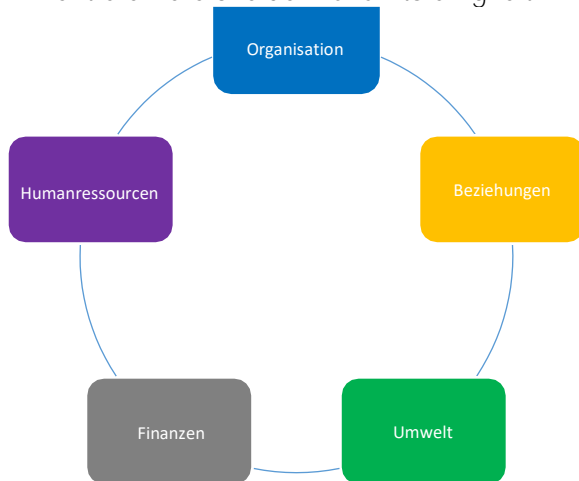 Organisation
Beziehungen
Humanressourcen
Umwelt
Finanzen